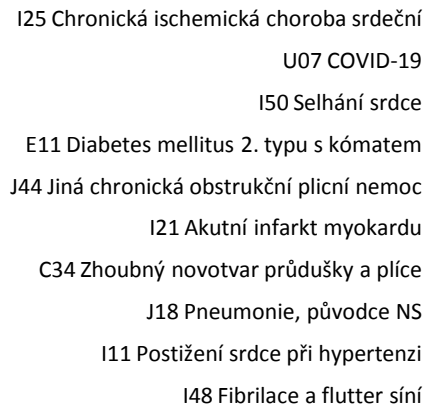 I25 Chronická ischemická choroba srdeční
U07 COVID-19
I50 Selhání srdce
E11 Diabetes mellitus 2. typu s kómatem
J44 Jiná chronická obstrukční plicní nemoc
I21 Akutní infarkt myokardu
C34 Zhoubný novotvar průdušky a plíce
J18 Pneumonie, původce NS
I11 Postižení srdce při hypertenzi
I48 Fibrilace a flutter síní